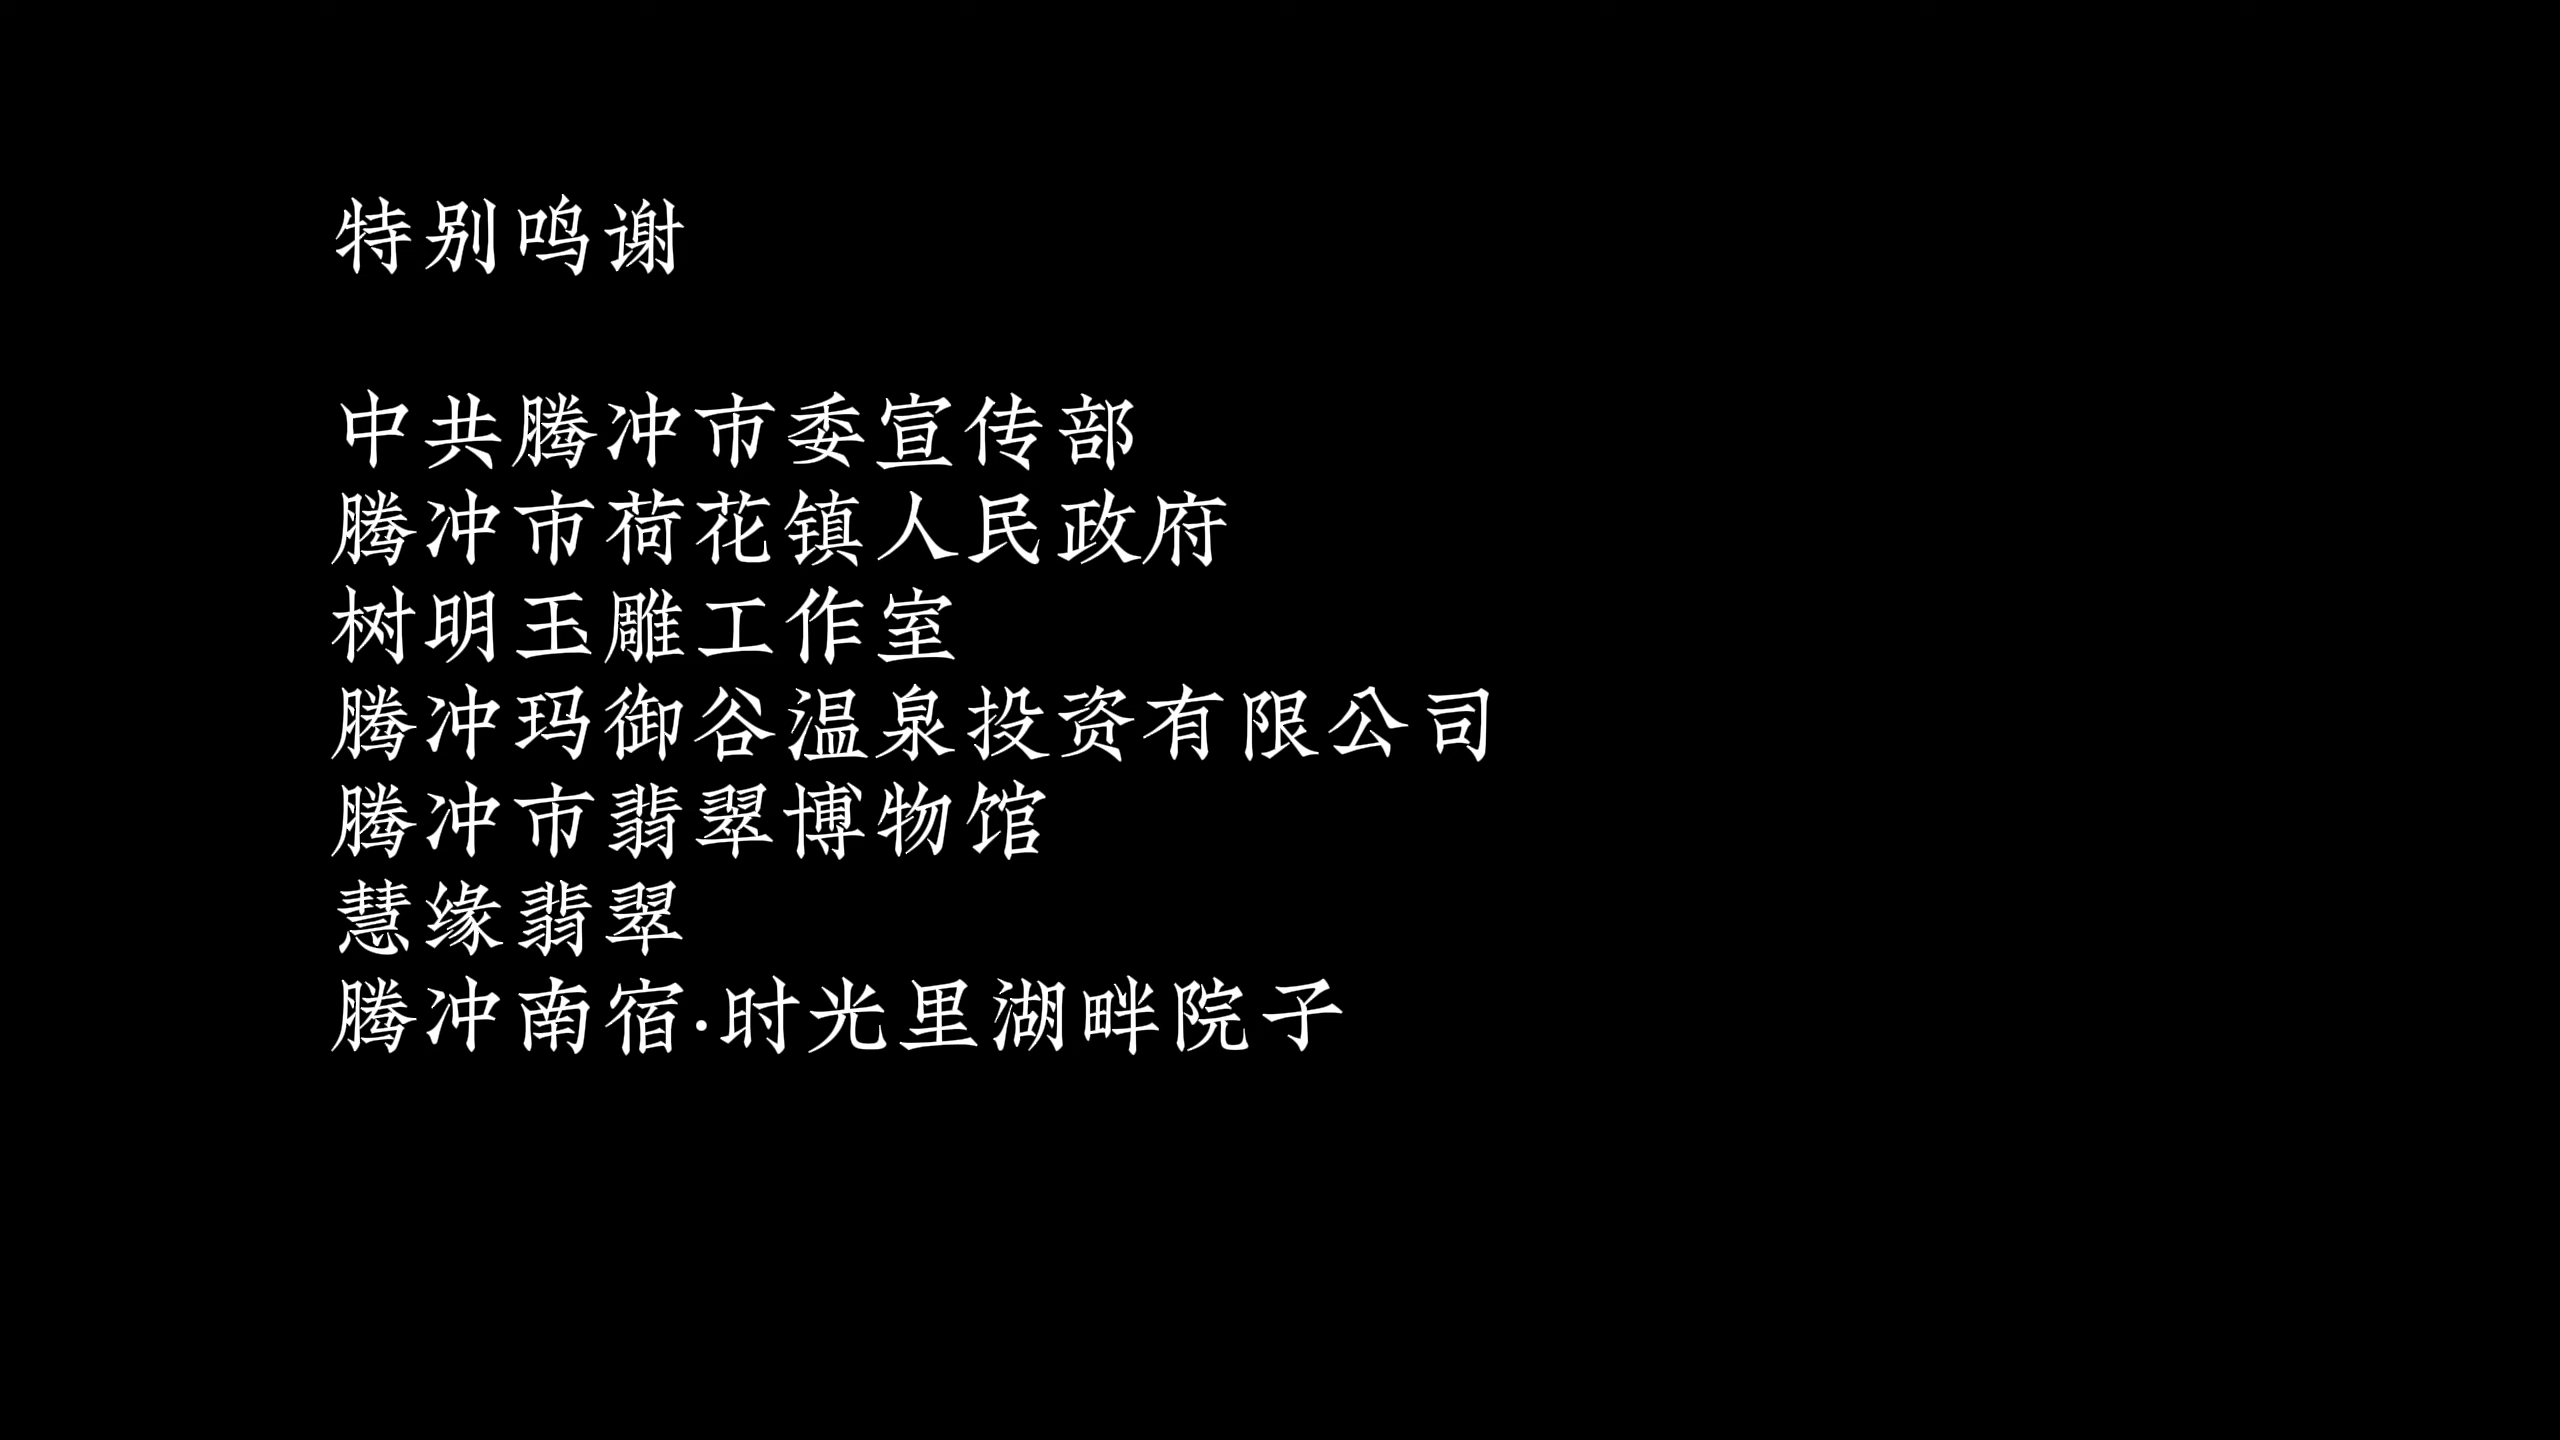 特别鸣谢
中共腾冲市委宣传部
腾冲市荷花镇人民政府
树明玉雕工作室
腾冲玛御谷温泉投资有限公司
腾冲市翡翠博物馆
慧缘翡翠
腾冲南宿·时光里湖畔院子